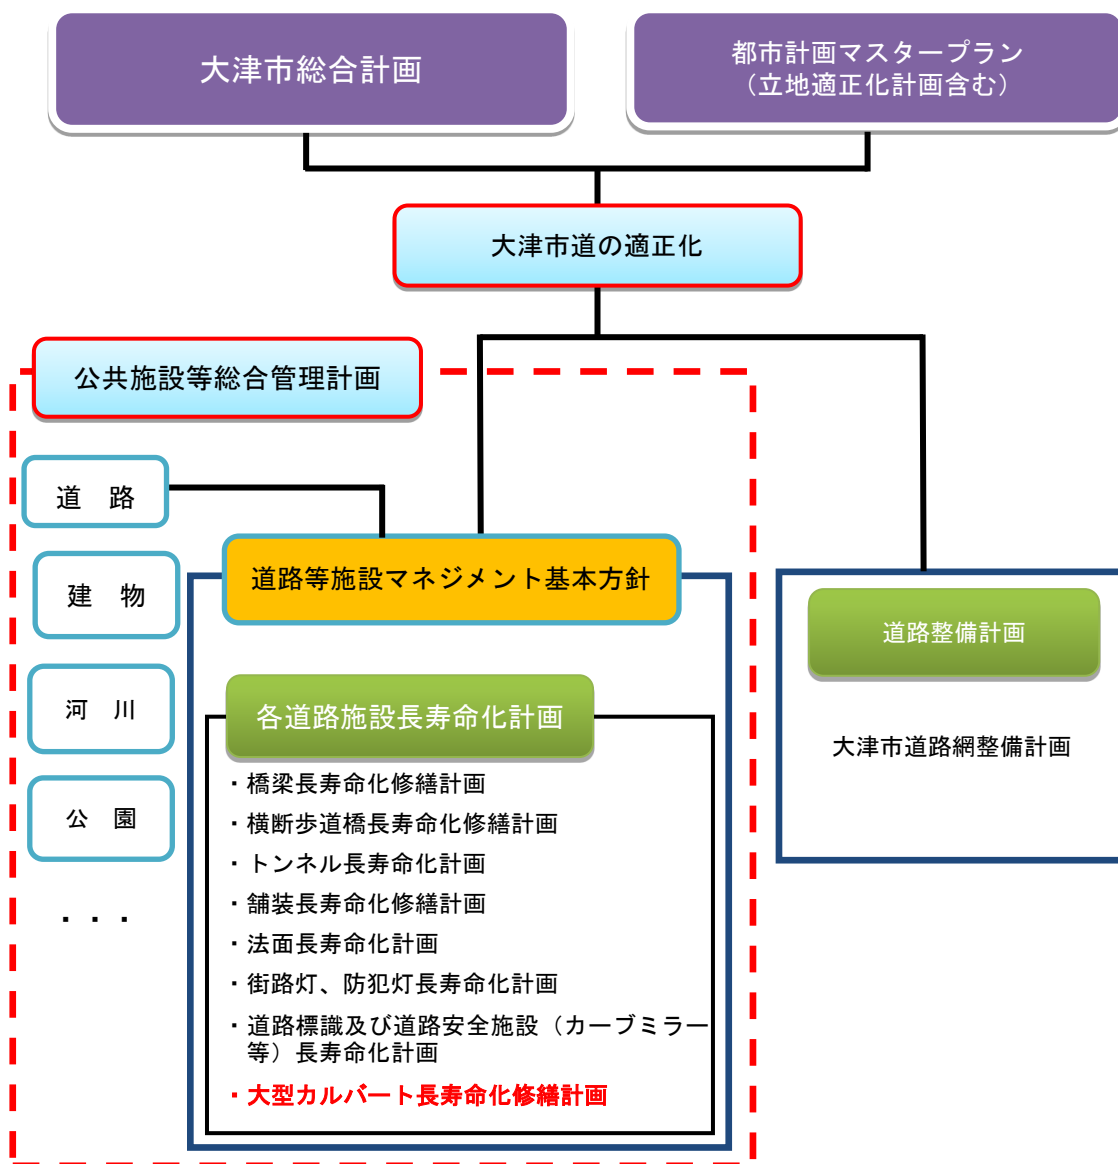 大津市総合計画
都市計画マスタープラン
（立地適正化計画含む）
大津市道の適正化
公共施設等総合管理計画
道　路
建　物
河　川
公　園
・・・
道路等施設マネジメント基本方針
各道路施設長寿命化計画
・橋梁長寿命化修繕計画
・横断歩道橋長寿命化修繕計画
・トンネル長寿命化計画
・舗装長寿命化修繕計画
・法面長寿命化計画
・街路灯、防犯灯長寿命化計画
・道路標識及び道路安全施設（カーブミラー
等）長寿命化計画
・大型カルバート長寿命化修繕計画
道路整備計画
大津市道路網整備計画